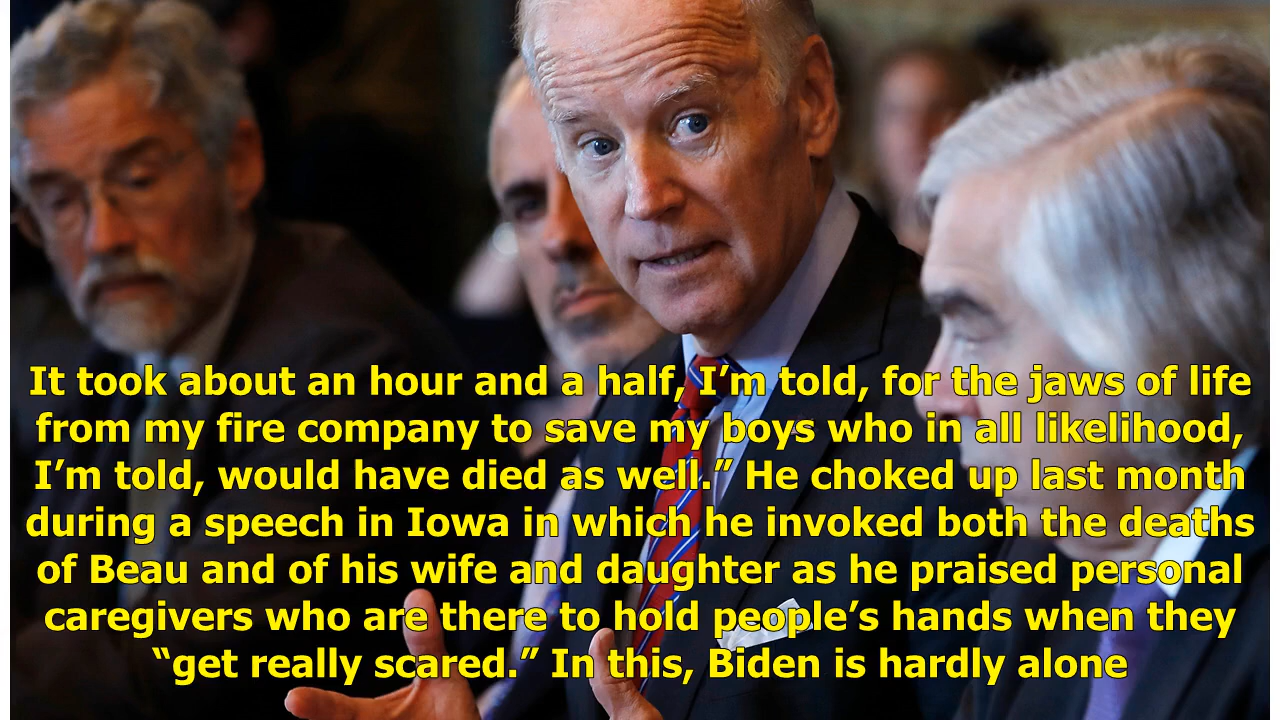 It took about an hour and a half, I’m told, for the jaws of life
from my fire company to save my boys who in all likelihood,
I’m told, would have died as well.” He choked up last month
during a speech in Iowa in which he invoked both the deaths
of Beau and of his wife and daughter as he praised personal
caregivers who are there to hold people’s hands when they
“get really scared.” In this, Biden is hardly alone